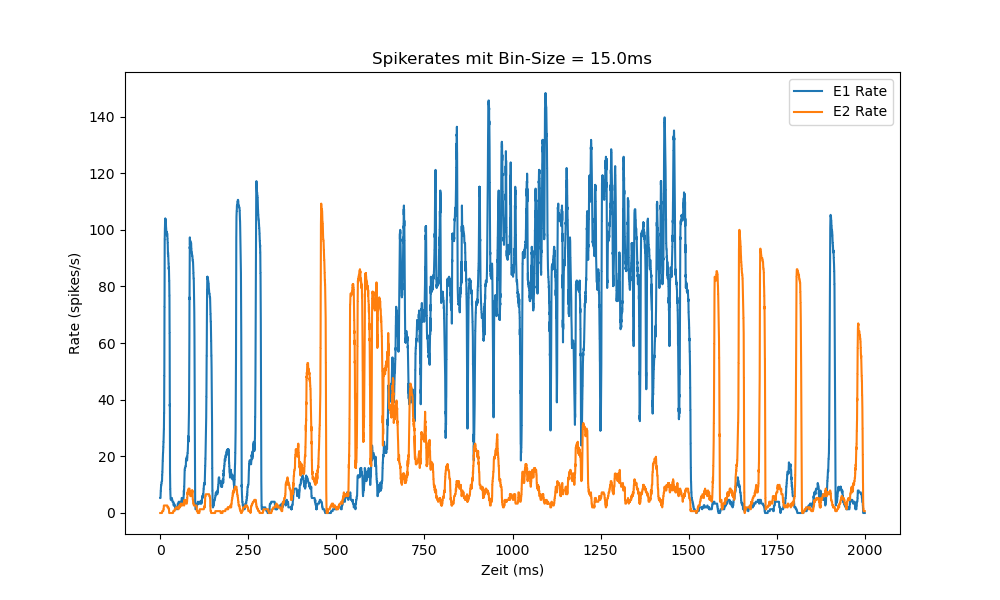 Spikerates mit Bin-Size = 15.0ms
E1 Rate
E2 Rate
Rate (spikes/s)
140
120
100
80
60
40
20
0
0 250 500 750 1000 1250 1500 1750 2000
Zeit (ms)